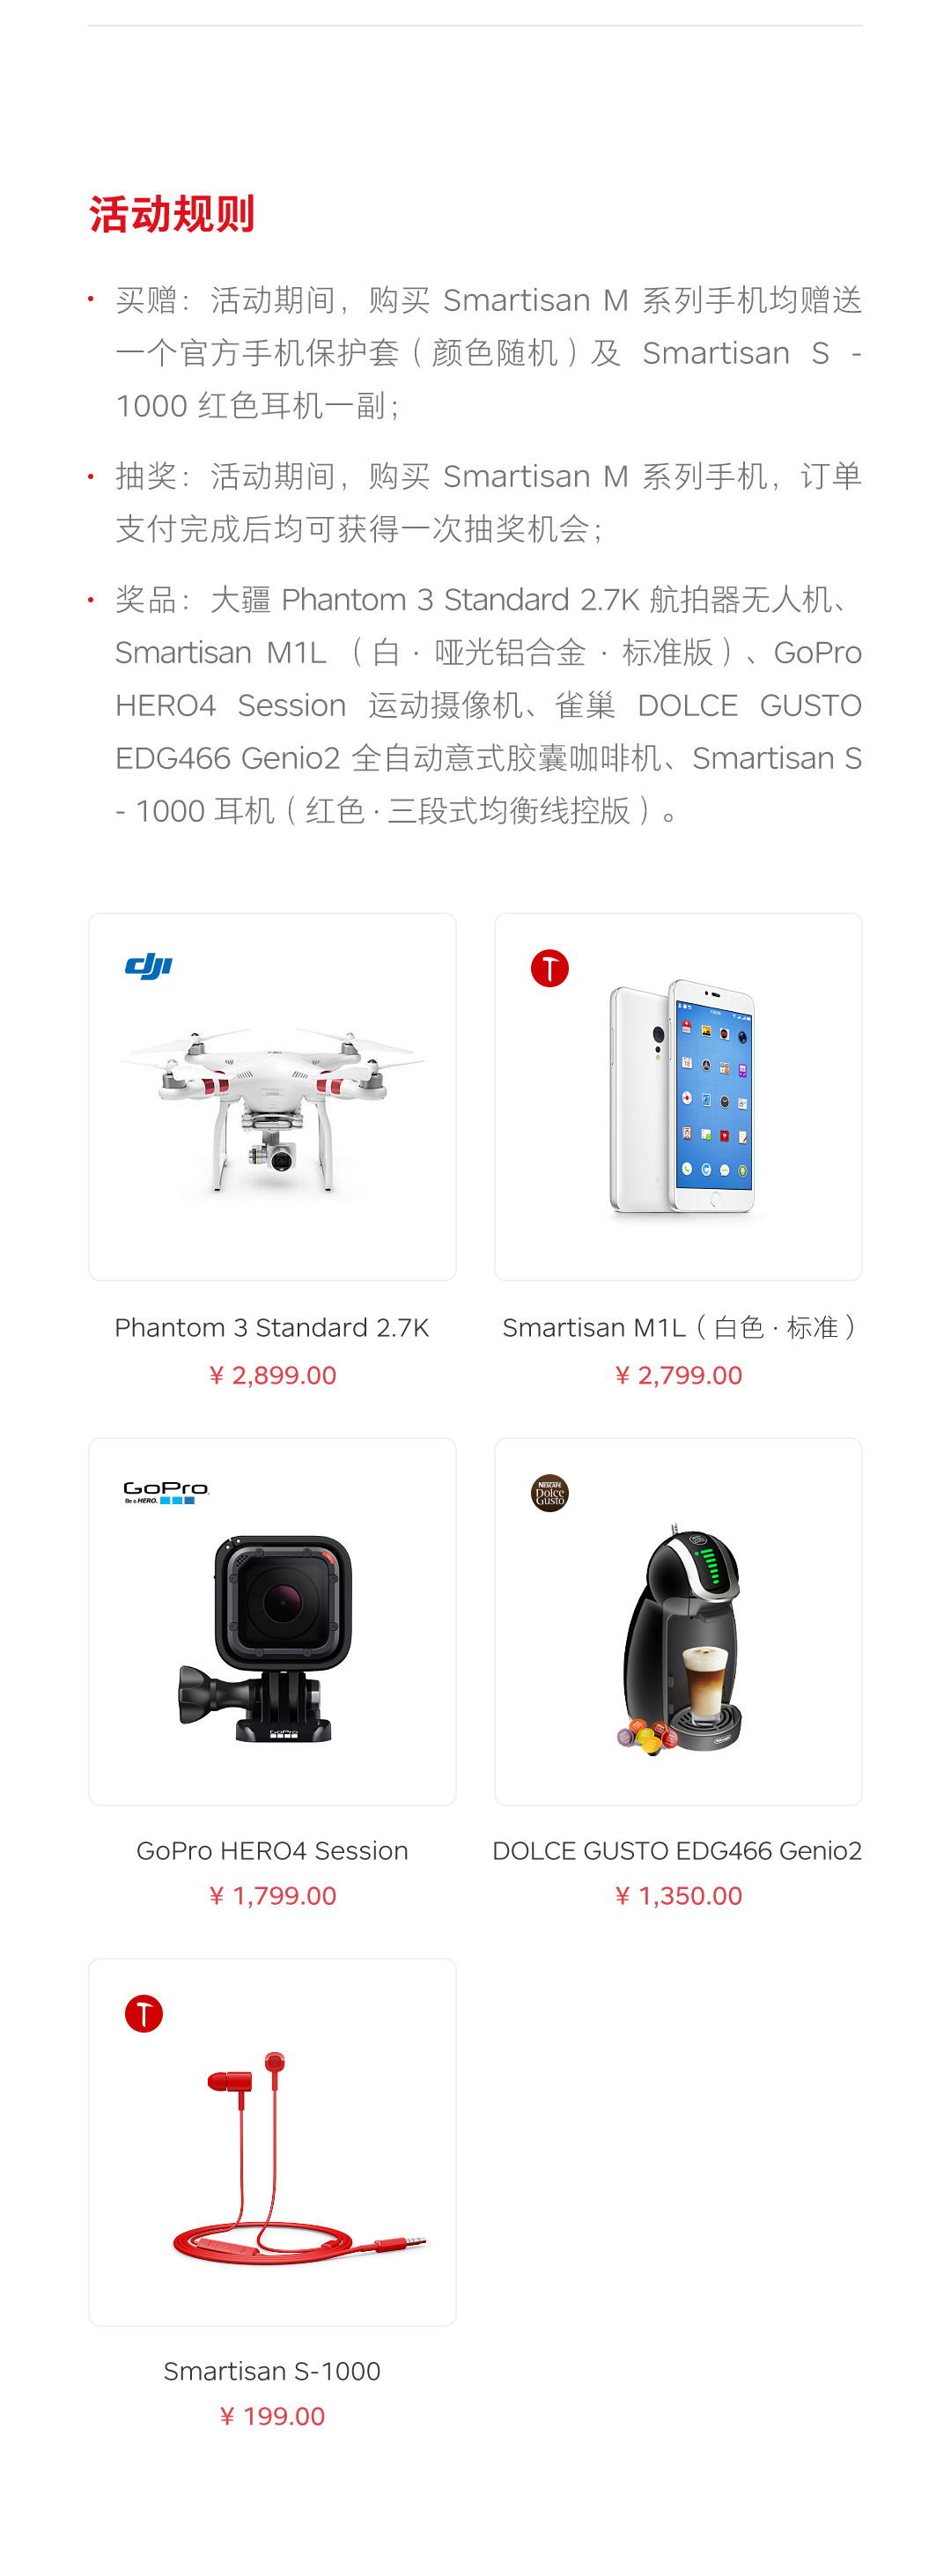 活动规则
• 买赠：活动期间，购买 Smartisan M 系列手机均赠送
一个官方手机保护套（颜色随机）及 Smartisan S -
1000 红色耳机一副；
• 抽奖：活动期间，购买 Smartisan M 系列手机，订单
支付完成后均可获得一次抽奖机会；
• 奖品：大疆 Phantom 3 Standard 2.7K 航拍器无人机、
Smartisan M1L （白 · 哑光铝合金 · 标准版）、GoPro
HERO4 Session 运动摄像机、雀巢 DOLCE GUSTO
EDG466 Genio2 全自动意式胶囊咖啡机、Smartisan S
- 1000 耳机（红色 · 三段式均衡线控版）。
dji
T
Phantom 3 Standard 2.7K
Smartisan M1L（白色 · 标准）
¥ 2,899.00
¥ 2,799.00
GoPro
Be a HERO.
NESCAFÉ
Dolce
Gusto
GoPro
GoPro HERO4 Session
DOLCE GUSTO EDG466 Genio2
¥ 1,799.00
¥ 1,350.00
T
Smartisan S-1000
¥ 199.00